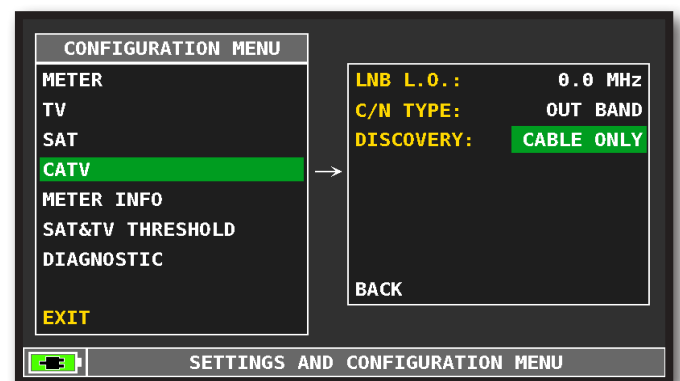 CONFIGURATION MENU
METER
TV
SAT
CATV
METER INFO
SAT&TV THRESHOLD
DIAGNOSTIC
EXIT
LNB L.O.: 0.0 MHz
C/N TYPE: OUT BAND
DISCOVERY: CABLE ONLY
BACK
SETTINGS AND CONFIGURATION MENU